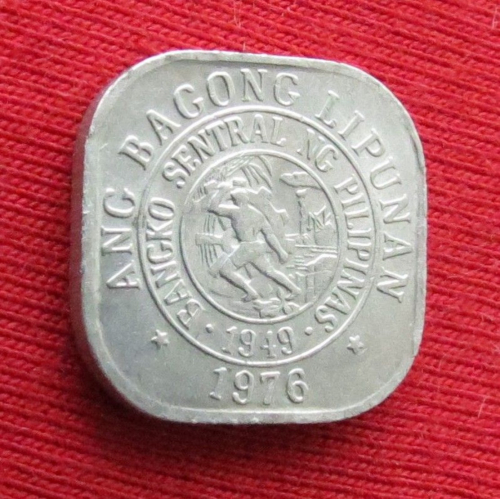 ANG BAGONG LIPUNAN
BANGKO SENTRAL NG PILIPINAS
· 1949 ·
1976